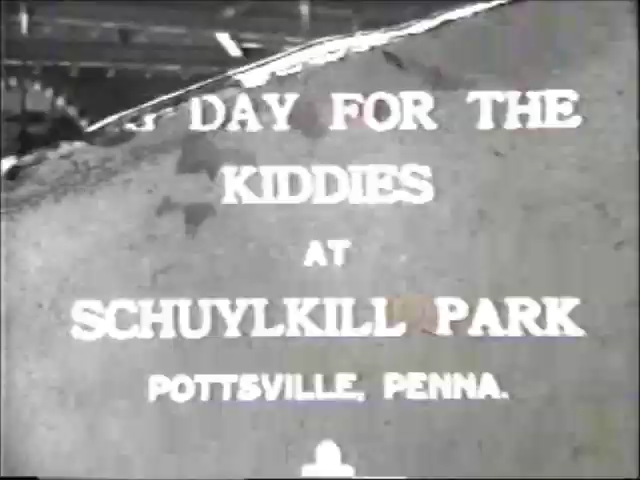 DAY FOR THE
KIDDIES
AT
SCHUYLKILL PARK
POTTSVILLE, PENNA.